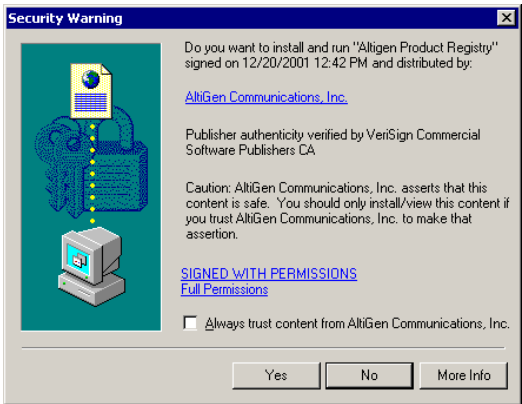 Security Warning
Do you want to install and run "Altigen Product Registry"
signed on 12/20/2001 12:42 PM and distributed by:
AltiGen Communications, Inc.
Publisher authenticity verified by VeriSign Commercial
Software Publishers CA
Caution: AltiGen Communications, Inc. asserts that this
content is safe. You should only install/view this content if
you trust AltiGen Communications, Inc. to make that
assertion.
SIGNED WITH PERMISSIONS
Full Permissions
Always trust content from AltiGen Communications, Inc.
Yes
No
More Info